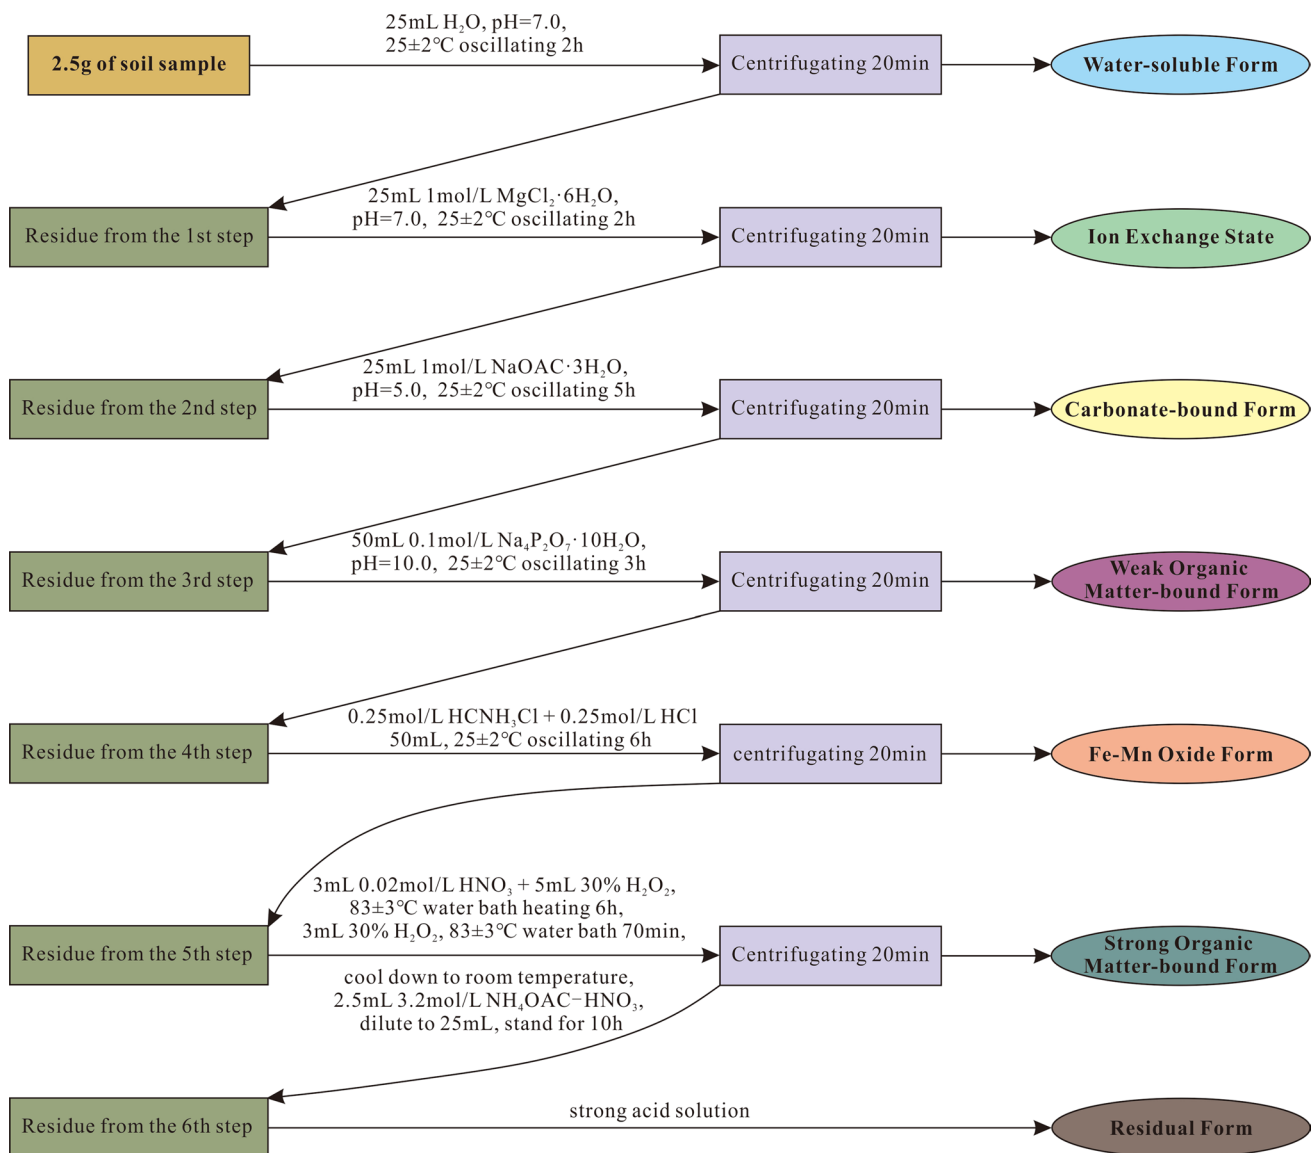 25mL H₂O, pH=7.0,
25±2℃ oscillating 2h
2.5g of soil sample
Centrifugating 20min
Water-soluble Form
25mL 1mol/L MgCl₂·6H₂O,
pH=7.0, 25±2℃ oscillating 2h
Residue from the 1st step
Centrifugating 20min
Ion Exchange State
25mL 1mol/L NaOAC·3H₂O,
pH=5.0, 25±2℃ oscillating 5h
Residue from the 2nd step
Centrifugating 20min
Carbonate-bound Form
50mL 0.1mol/L Na₄P₂O₇·10H₂O,
pH=10.0, 25±2℃ oscillating 3h
Residue from the 3rd step
Centrifugating 20min
Weak Organic
Matter-bound Form
0.25mol/L HCNH₃Cl + 0.25mol/L HCl
50mL, 25±2℃ oscillating 6h
Residue from the 4th step
centrifugating 20min
Fe-Mn Oxide Form
3mL 0.02mol/L HNO₃ + 5mL 30% H₂O₂,
83±3℃ water bath heating 6h,
3mL 30% H₂O₂, 83±3℃ water bath 70min,
Residue from the 5th step
Centrifugating 20min
Strong Organic
Matter-bound Form
cool down to room temperature,
2.5mL 3.2mol/L NH₄OAC−HNO₃,
dilute to 25mL, stand for 10h
strong acid solution
Residue from the 6th step
Residual Form